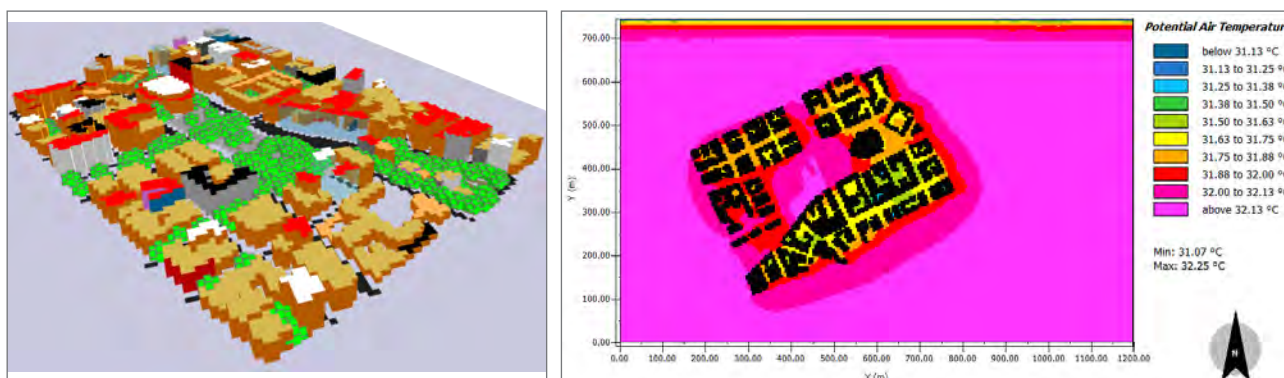 Potential Air Temperatur
below 31.13 ºC
31.13 to 31.25 º
31.25 to 31.38 º
31.38 to 31.50 º
31.50 to 31.63 º
31.63 to 31.75 º
31.75 to 31.88 º
31.88 to 32.00 º
32.00 to 32.13 º
above 32.13 ºC
Min: 31.07 ºC
Max: 32.25 ºC
N
Y (m)
700.00
600.00
500.00
400.00
300.00
200.00
100.00
0.00
0.00 100.00 200.00 300.00 400.00 500.00 600.00 700.00 800.00 900.00 1000.00 1100.00 1200.00